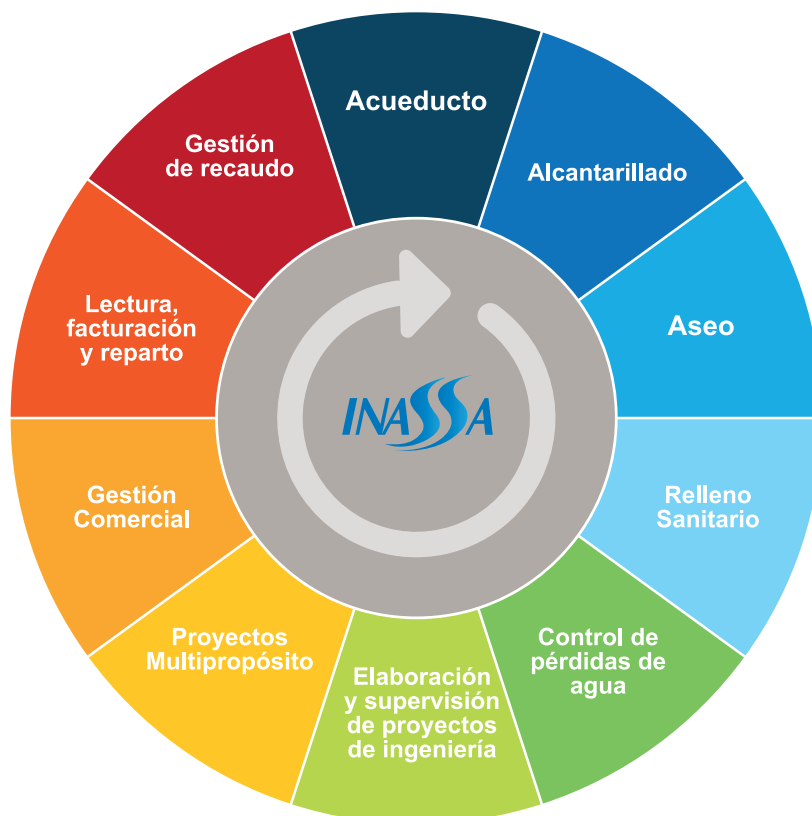 Acueducto
Alcantarillado
Aseo
Relleno
Sanitario
Control de
pérdidas de
agua
Elaboración
y supervisión
de proyectos
de ingeniería
Proyectos
Multipropósito
Gestión
Comercial
Lectura,
facturación
y reparto
Gestión
de recaudo
INASSA